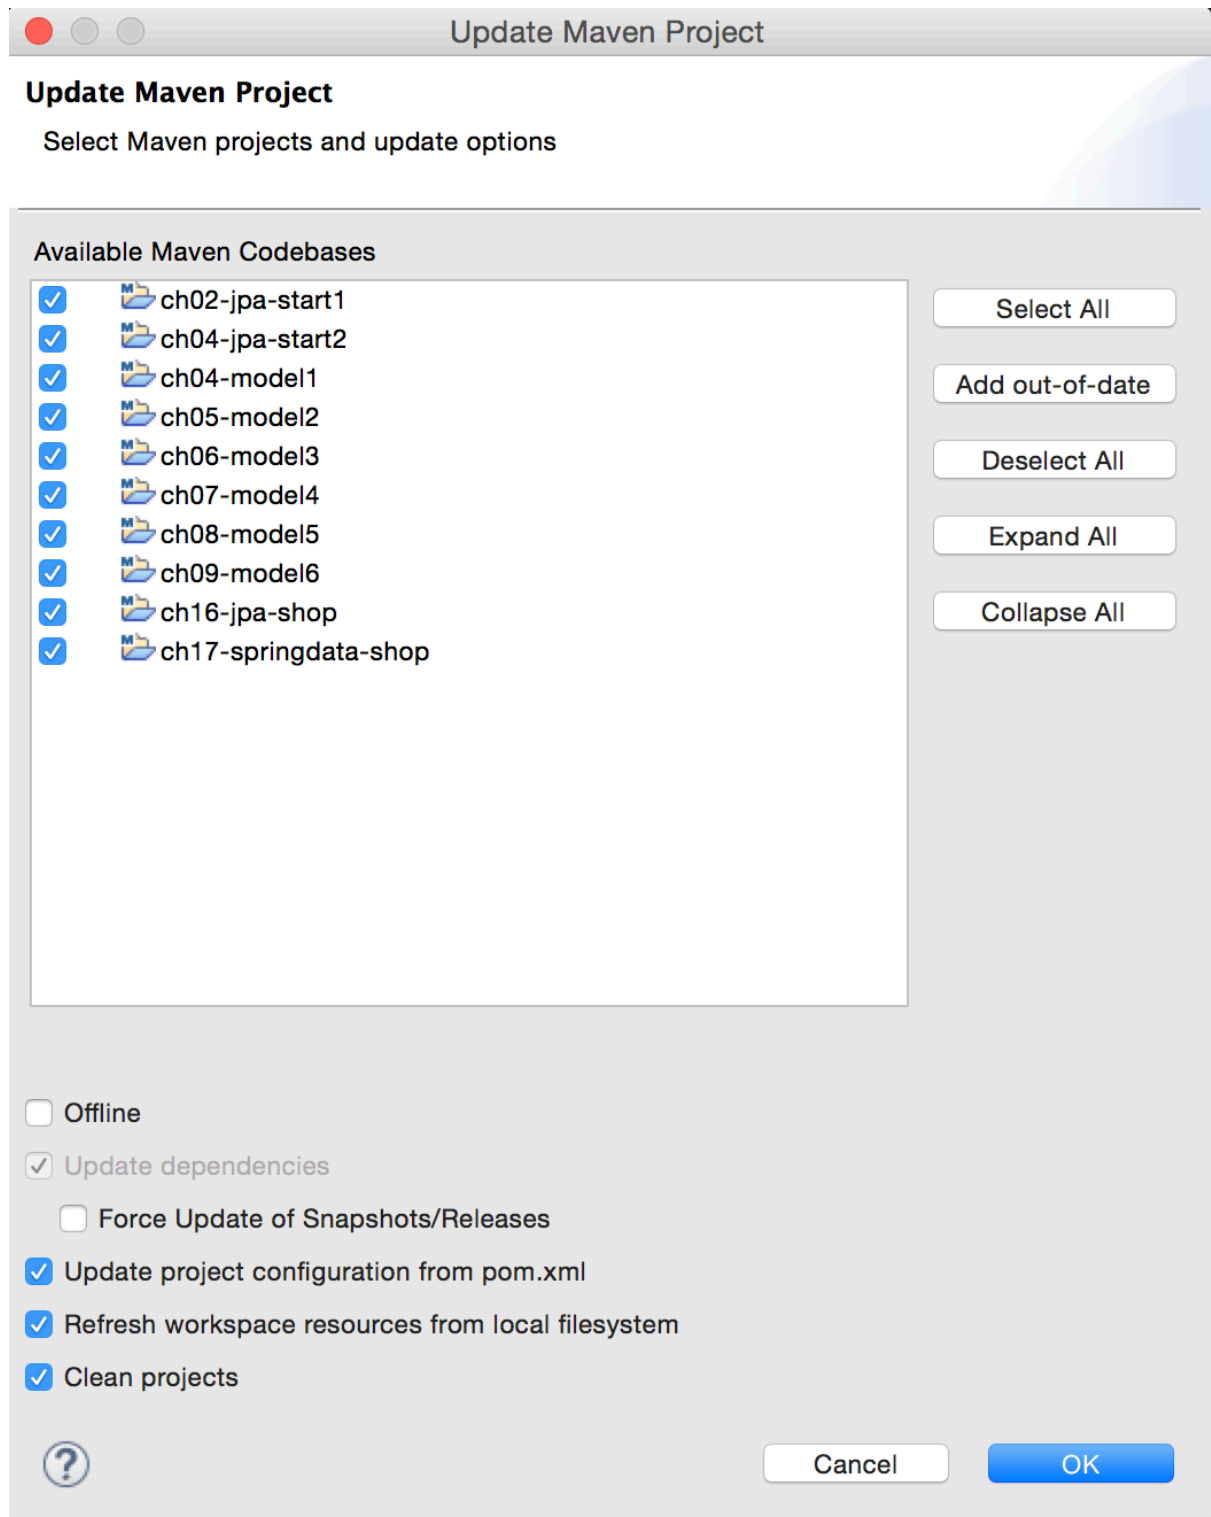 Update Maven Project
Update Maven Project
Select Maven projects and update options
Available Maven Codebases
ch02-jpa-start1
ch04-jpa-start2
ch04-model1
ch05-model2
ch06-model3
ch07-model4
ch08-model5
ch09-model6
ch16-jpa-shop
ch17-springdata-shop
Select All
Add out-of-date
Deselect All
Expand All
Collapse All
Offline
Update dependencies
Force Update of Snapshots/Releases
Update project configuration from pom.xml
Refresh workspace resources from local filesystem
Clean projects
?
Cancel
OK